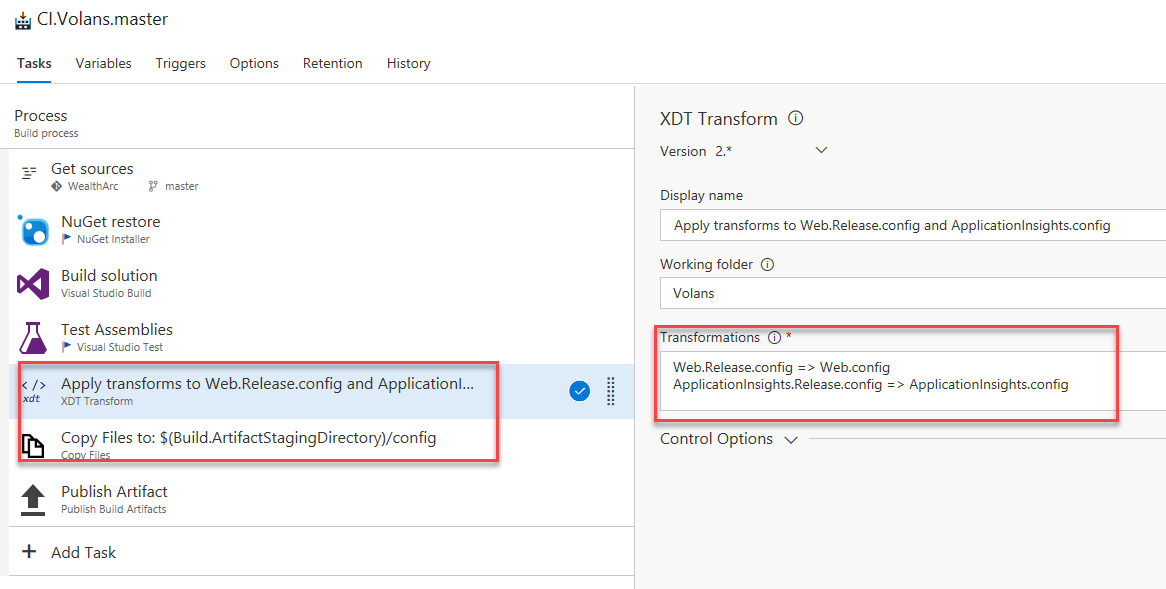 CI.Volans.master
Tasks Variables Triggers Options Retention History
Process
Build process
Get sources
WealthArc master
NuGet restore
NuGet Installer
Build solution
Visual Studio Build
Test Assemblies
Visual Studio Test
</> Apply transforms to Web.Release.config and ApplicationI...
xdt XDT Transform
Copy Files to: $(Build.ArtifactStagingDirectory)/config
Copy Files
Publish Artifact
Publish Build Artifacts
+ Add Task
XDT Transform
Version 2.*
Display name
Apply transforms to Web.Release.config and ApplicationInsights.config
Working folder
Volans
Transformations *
Web.Release.config => Web.config
ApplicationInsights.Release.config => ApplicationInsights.config
Control Options